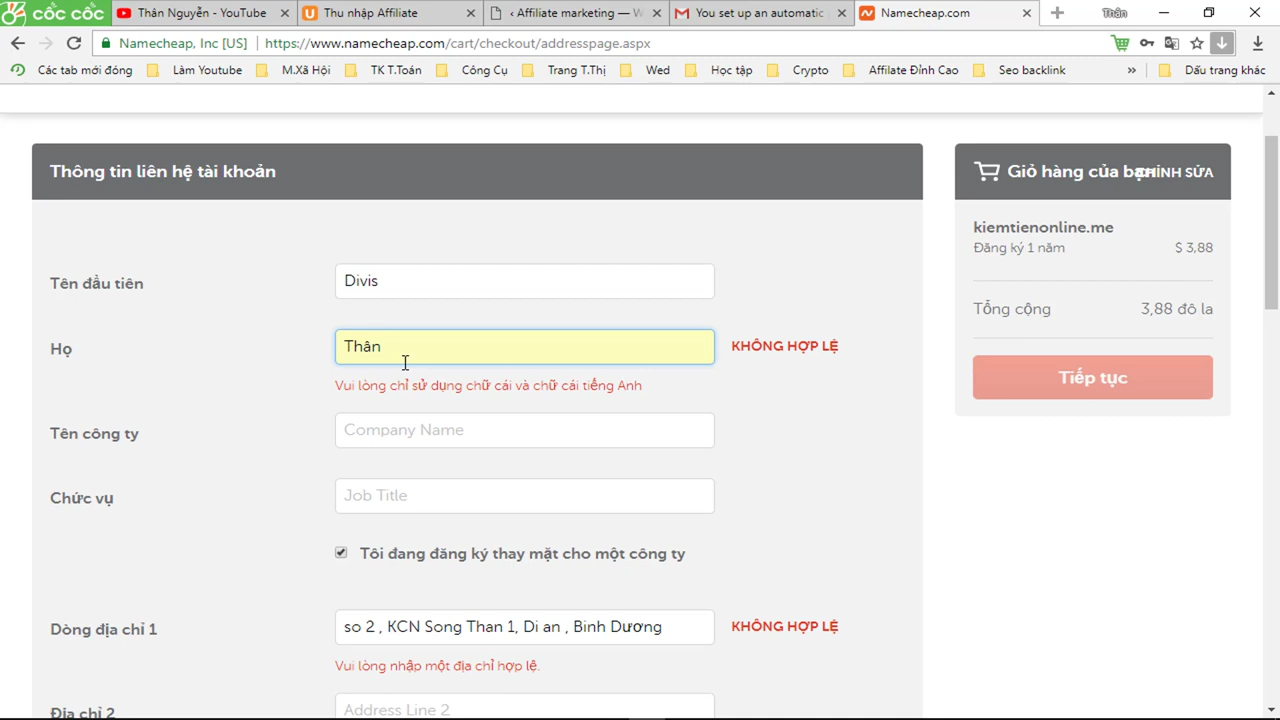 cốc cốc
Thân Nguyễn - YouTube
Thu nhập Affiliate
‹ Affiliate marketing — W
You set up an automatic
Namecheap.com
Thân
Namecheap, Inc [US]
https://www.namecheap.com/cart/checkout/addresspage.aspx
Các tab mới đóng
Làm Youtube
M.Xã Hội
TK T.Toán
Công Cụ
Trang T.Thị
Wed
Học tập
Crypto
Affilate Đỉnh Cao
Seo backlink
»
Dấu trang khác
Thông tin liên hệ tài khoản
Giỏ hàng của bạn
CHỈNH SỬA
kiemtienonline.me
Đăng ký 1 năm
$ 3,88
Tổng cộng
3,88 đô la
Tiếp tục
Tên đầu tiên
Divis
Họ
Thân
KHÔNG HỢP LỆ
Vui lòng chỉ sử dụng chữ cái và chữ cái tiếng Anh
Tên công ty
Company Name
Chức vụ
Job Title
Tôi đang đăng ký thay mặt cho một công ty
Dòng địa chỉ 1
so 2 , KCN Song Than 1, Di an , Binh Dương
KHÔNG HỢP LỆ
Vui lòng nhập một địa chỉ hợp lệ.
Địa chỉ 2
Address Line 2